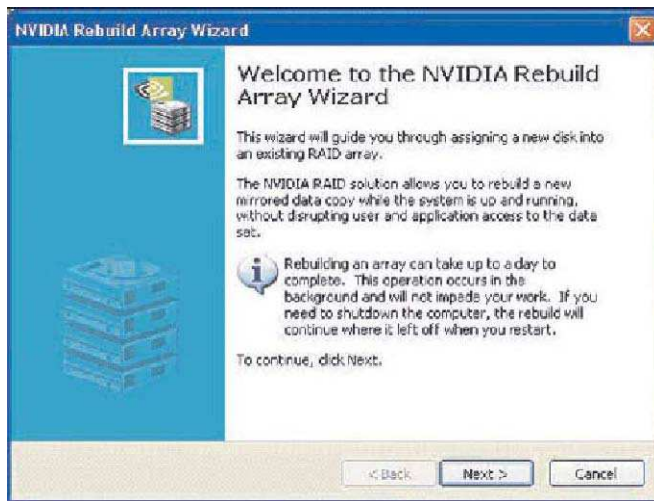 NVIDIA Rebuild Array Wizard
Welcome to the NVIDIA Rebuild
Array Wizard
This wizard will guide you through assigning a new disk into
an existing RAID array.
The NVIDIA RAID solution allows you to rebuild a new
mirrored data copy while the system is up and running,
without disrupting user and application access to the data
set.
Rebuilding an array can take up to a day to
complete. This operation occurs in the
background and will not impede your work. If you
need to shutdown the computer, the rebuild will
continue where it left off when you restart.
To continue, click Next.
< Back
Next >
Cancel